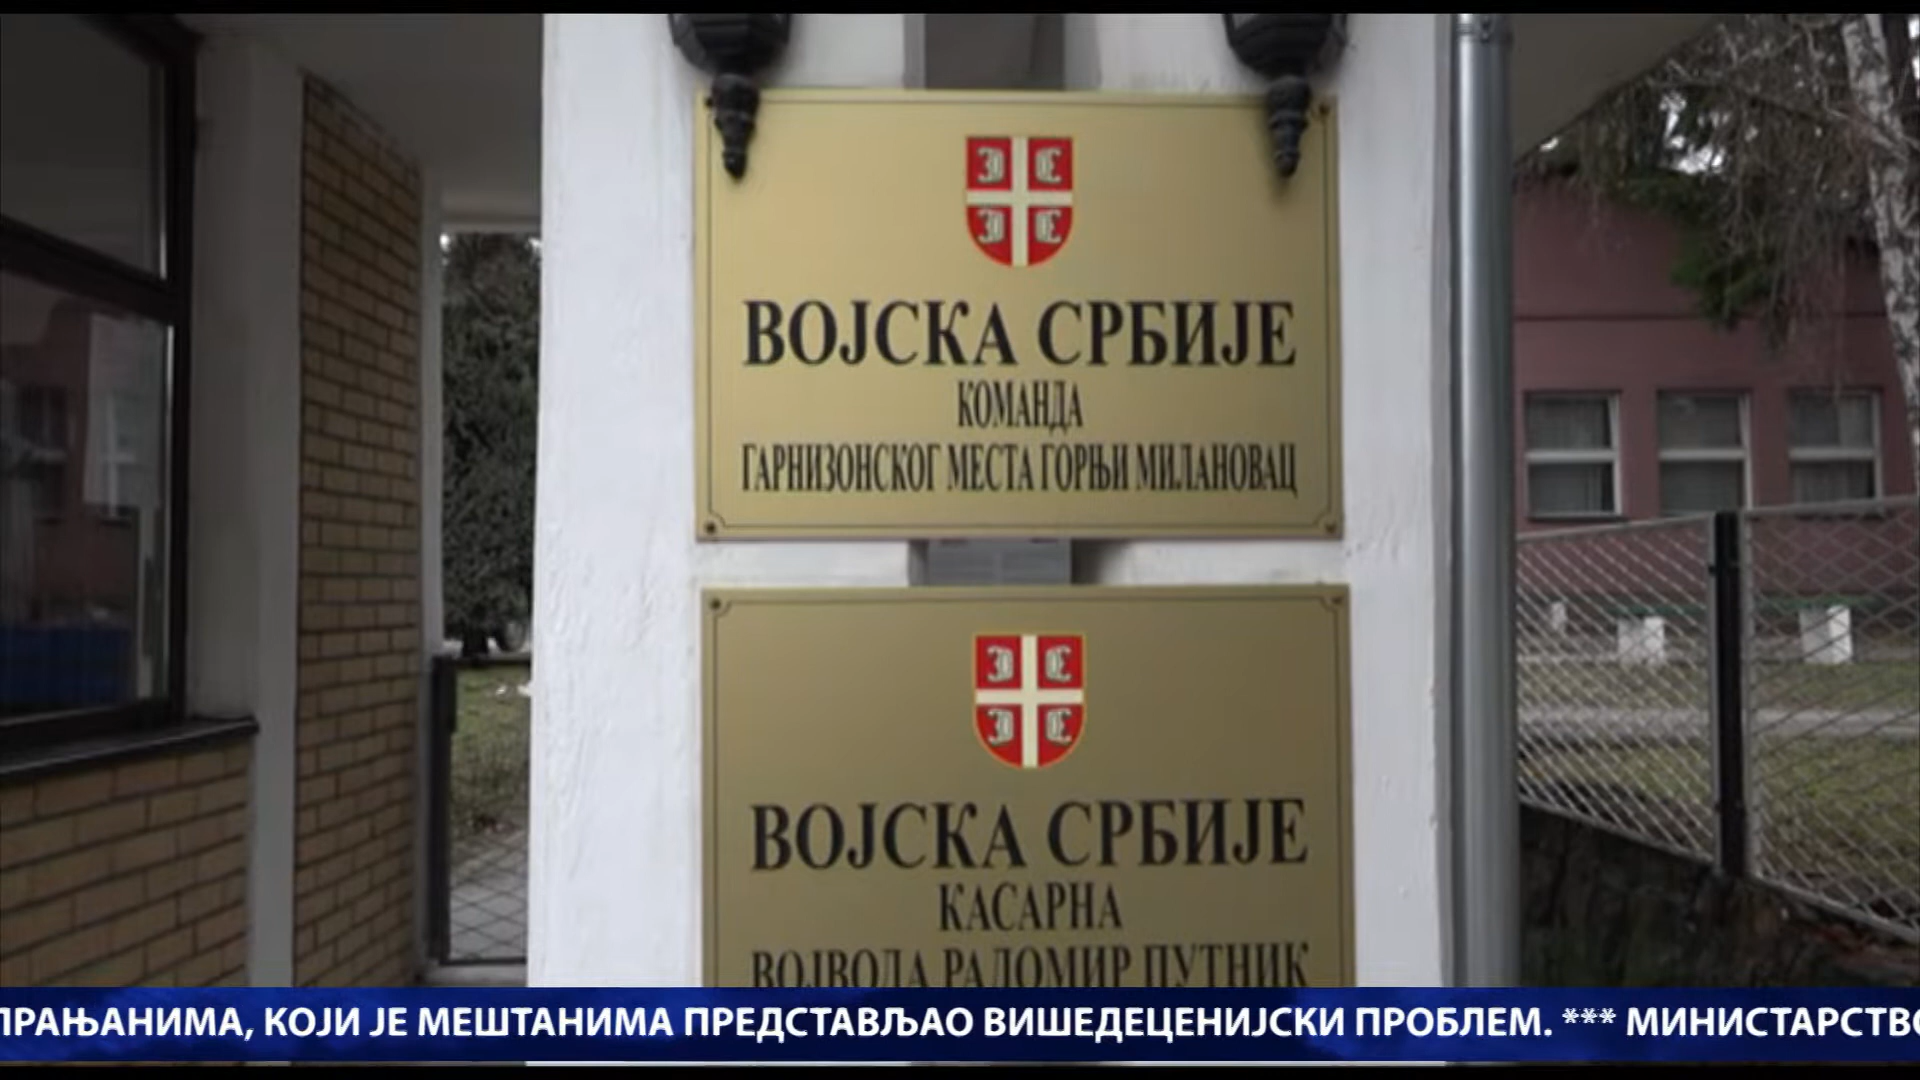 ВОЈСКА СРБИЈЕ
КОМАНДА
ГАРНИЗОНСКОГ МЕСТА ГОРЊИ МИЛАНОВАЦ
ВОЈСКА СРБИЈЕ
КАСАРНА
ВОЈВОДА РАДОМИР ПУТНИК
ПРАЊАНИМА, КОЈИ ЈЕ МЕШТАНИМА ПРЕДСТАВЉАО ВИШЕДЕЦЕНИЈСКИ ПРОБЛЕМ. *** МИНИСТАРСТВО